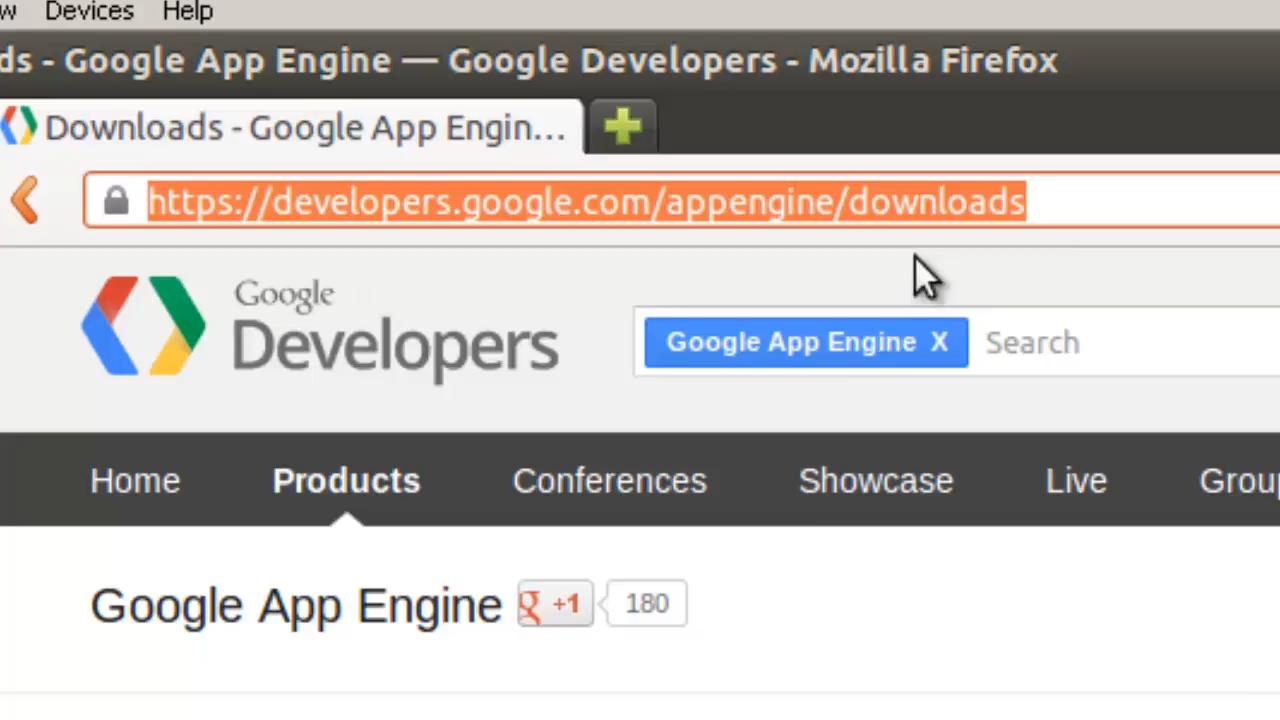 Devices Help
- Google App Engine — Google Developers - Mozilla Firefox
Downloads - Google App Engin...
https://developers.google.com/appengine/downloads
Google
Developers
Google App Engine X Search
Home Products Conferences Showcase Live
Google App Engine g +1 180